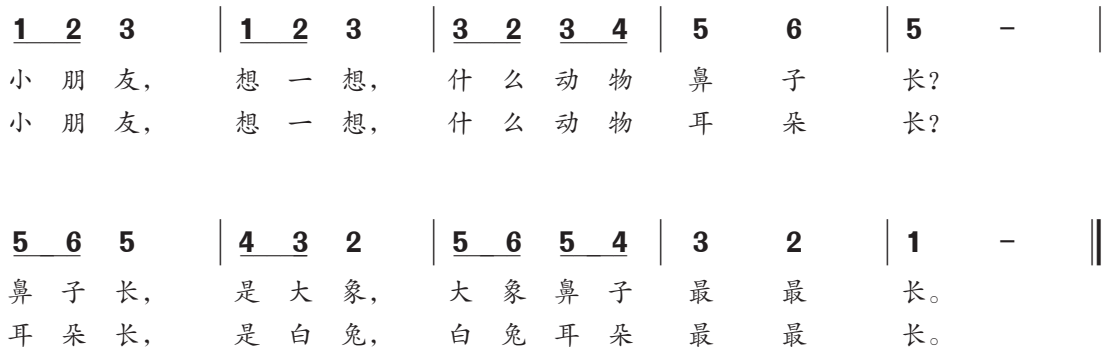 1 2 3 | 1 2 3 | 3 2 3 4 | 5 6 | 5 – |
小朋友, 想一想, 什么动物鼻子长?
小朋友, 想一想, 什么动物耳朵长?
5 6 5 | 4 3 2 | 5 6 5 4 | 3 2 | 1 – ‖
鼻子长, 是大象, 大象鼻子最最长。
耳朵长, 是白兔, 白兔耳朵最最长。